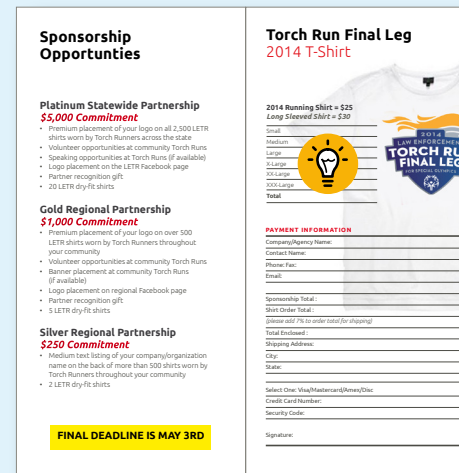 Sponsorship
Opportunties
Platinum Statewide Partnership
$5,000 Commitment
• Premium placement of your logo on all 2,500 LETR
shirts worn by Torch Runners across the state
• Volunteer opportunities at community Torch Runs
• Speaking opportunities at Torch Runs (if available)
• Logo placement on the LETR Facebook page
• Partner recognition gift
• 20 LETR dry-fit shirts
Gold Regional Partnership
$1,000 Commitment
• Premium placement of your logo on over 500
LETR shirts worn by Torch Runners throughout
your community
• Volunteer opportunities at community Torch Runs
• Banner placement at community Torch Runs
(if available)
• Logo placement on regional Facebook page
• Partner recognition gift
• 5 LETR dry-fit shirts
Silver Regional Partnership
$250 Commitment
• Medium text listing of your company/organization
name on the back of more than 500 shirts worn by
Torch Runners throughout your community
• 2 LETR dry-fit shirts
FINAL DEADLINE IS MAY 3RD
Torch Run Final Leg
2014 T-Shirt
2014 Running Shirt = $25
Long Sleeved Shirt = $30
Small
Medium
Large
X-Large
XX-Large
XXX-Large
Total
2014
LAW ENFORCEMEN
TORCH RU
FINAL LEG
FOR SPECIAL OLYMPICS
PAYMENT INFORMATION
Company/Agency Name:
Contact Name:
Phone: Fax:
Email:
Sponsorship Total :
Shirt Order Total :
(please add 7% to order total for shipping)
Total Enclosed :
Shipping Address:
City:
State:
Select One: Visa/Mastercard/Amex/Disc
Credit Card Number:
Security Code:
Signature: